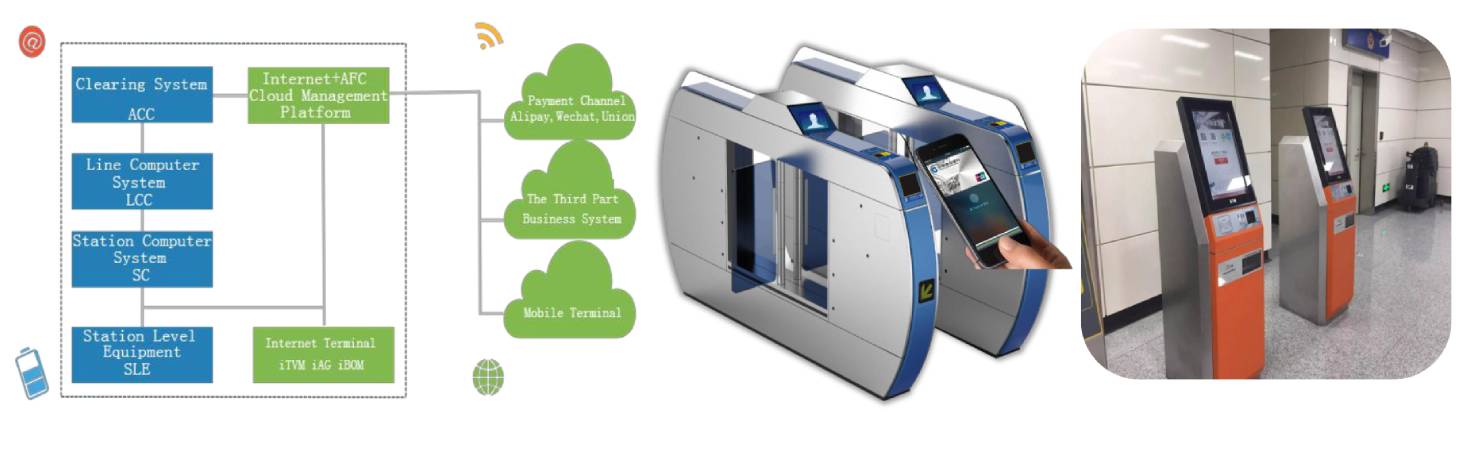 Clearing System
ACC
Internet+AFC
Cloud Management
Platform
Line Computer
System
LCC
Station Computer
System
SC
Station Level
Equipment
SLE
Internet Terminal
iTVM iAG iBOM
Payment Channel
Alipay,Wechat,Union
The Third Part
Business System
Mobile Terminal